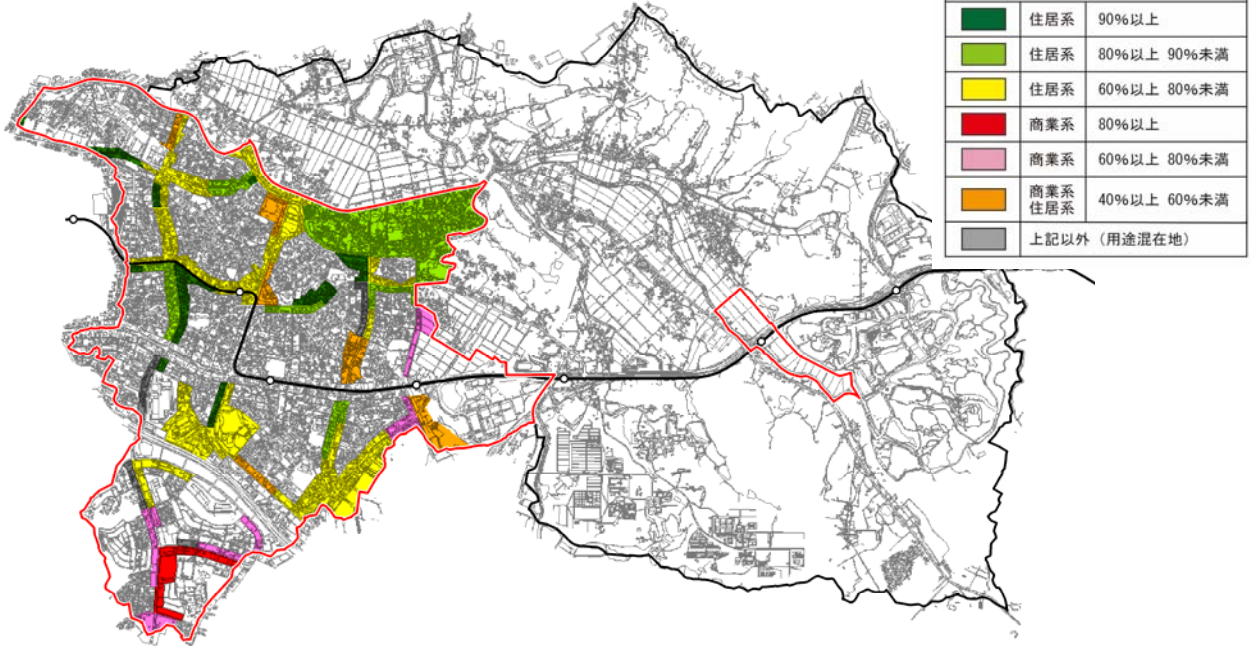 住居系 90％以上
住居系 80％以上 90％未満
住居系 60％以上 80％未満
商業系 80％以上
商業系 60％以上 80％未満
商業系
住居系 40％以上 60％未満
上記以外（用途混在地）